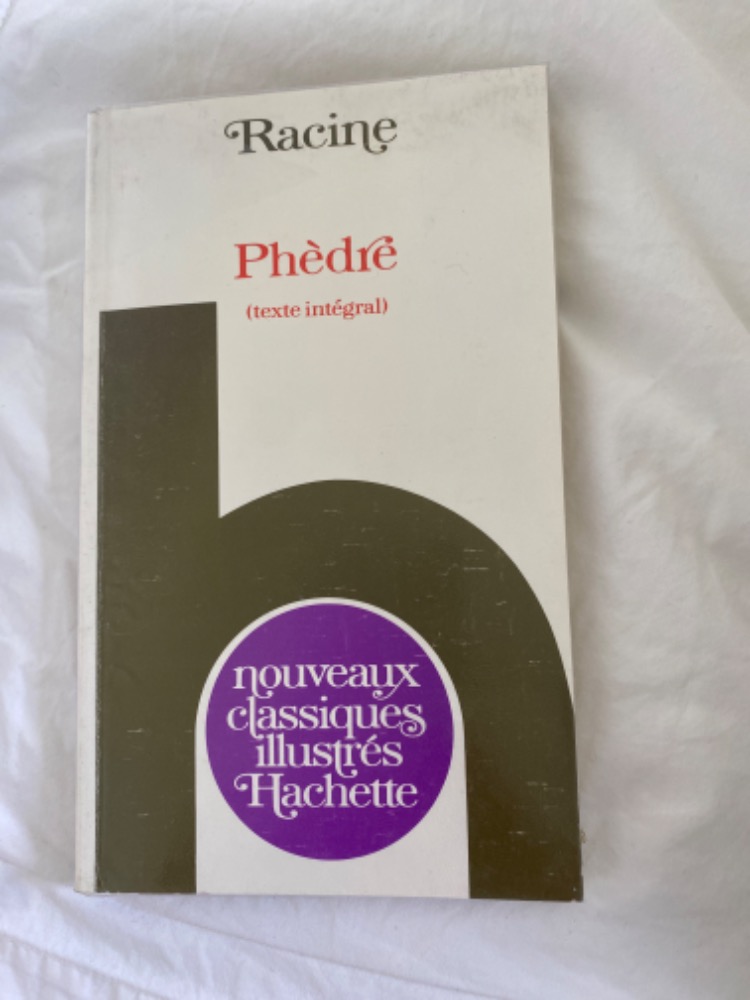 Racine
Phèdre
(texte intégral)
nouveaux
classiques
illustrés
Hachette